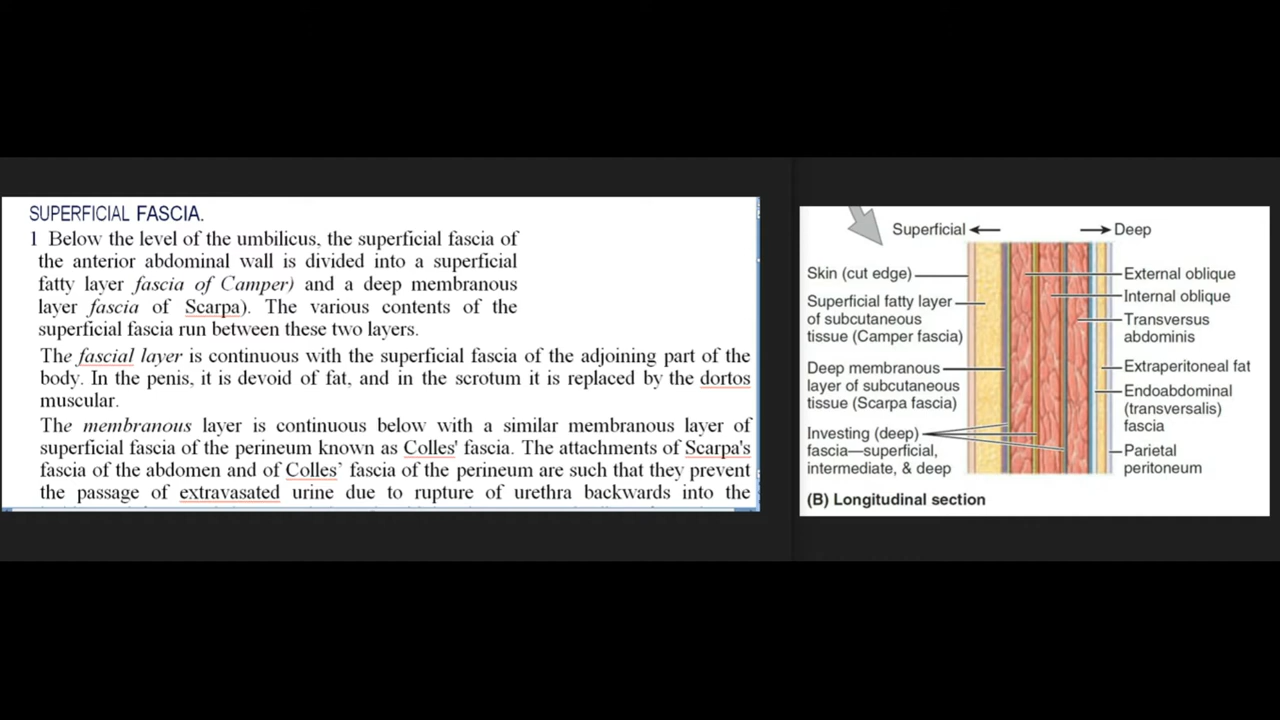 SUPERFICIAL FASCIA.
1 Below the level of the umbilicus, the superficial fascia of
the anterior abdominal wall is divided into a superficial
fatty layer fascia of Camper) and a deep membranous
layer fascia of Scarpa). The various contents of the
superficial fascia run between these two layers.
The fascial layer is continuous with the superficial fascia of the adjoining part of the
body. In the penis, it is devoid of fat, and in the scrotum it is replaced by the dortos
muscular.
The membranous layer is continuous below with a similar membranous layer of
superficial fascia of the perineum known as Colles' fascia. The attachments of Scarpa's
fascia of the abdomen and of Colles’ fascia of the perineum are such that they prevent
the passage of extravasated urine due to rupture of urethra backwards into the
Superficial
Deep
Skin (cut edge)
Superficial fatty layer
of subcutaneous
tissue (Camper fascia)
Deep membranous
layer of subcutaneous
tissue (Scarpa fascia)
Investing (deep)
fascia—superficial,
intermediate, & deep
External oblique
Internal oblique
Transversus
abdominis
Extraperitoneal fat
Endoabdominal
(transversalis)
fascia
Parietal
peritoneum
(B) Longitudinal section